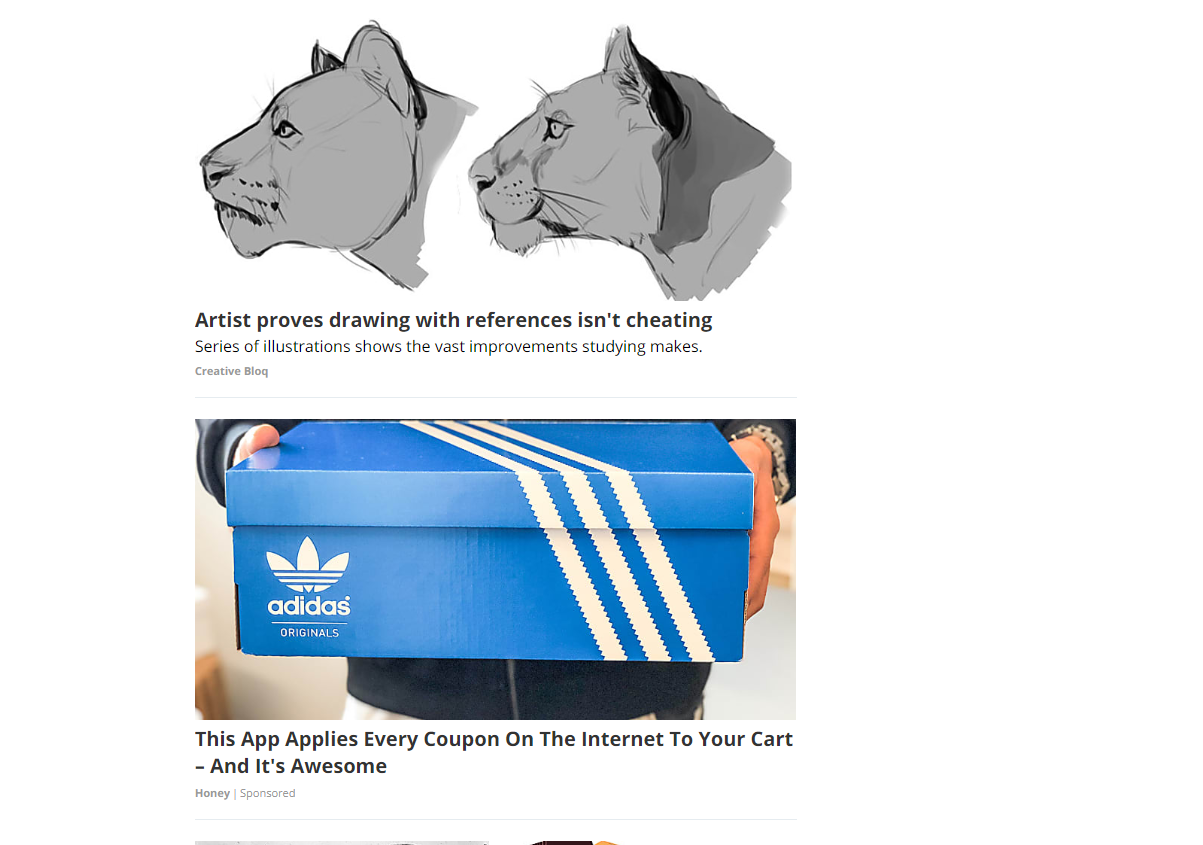 Artist proves drawing with references isn't cheating
Series of illustrations shows the vast improvements studying makes.
Creative Bloq
adidas
ORIGINALS
This App Applies Every Coupon On The Internet To Your Cart
– And It's Awesome
Honey | Sponsored